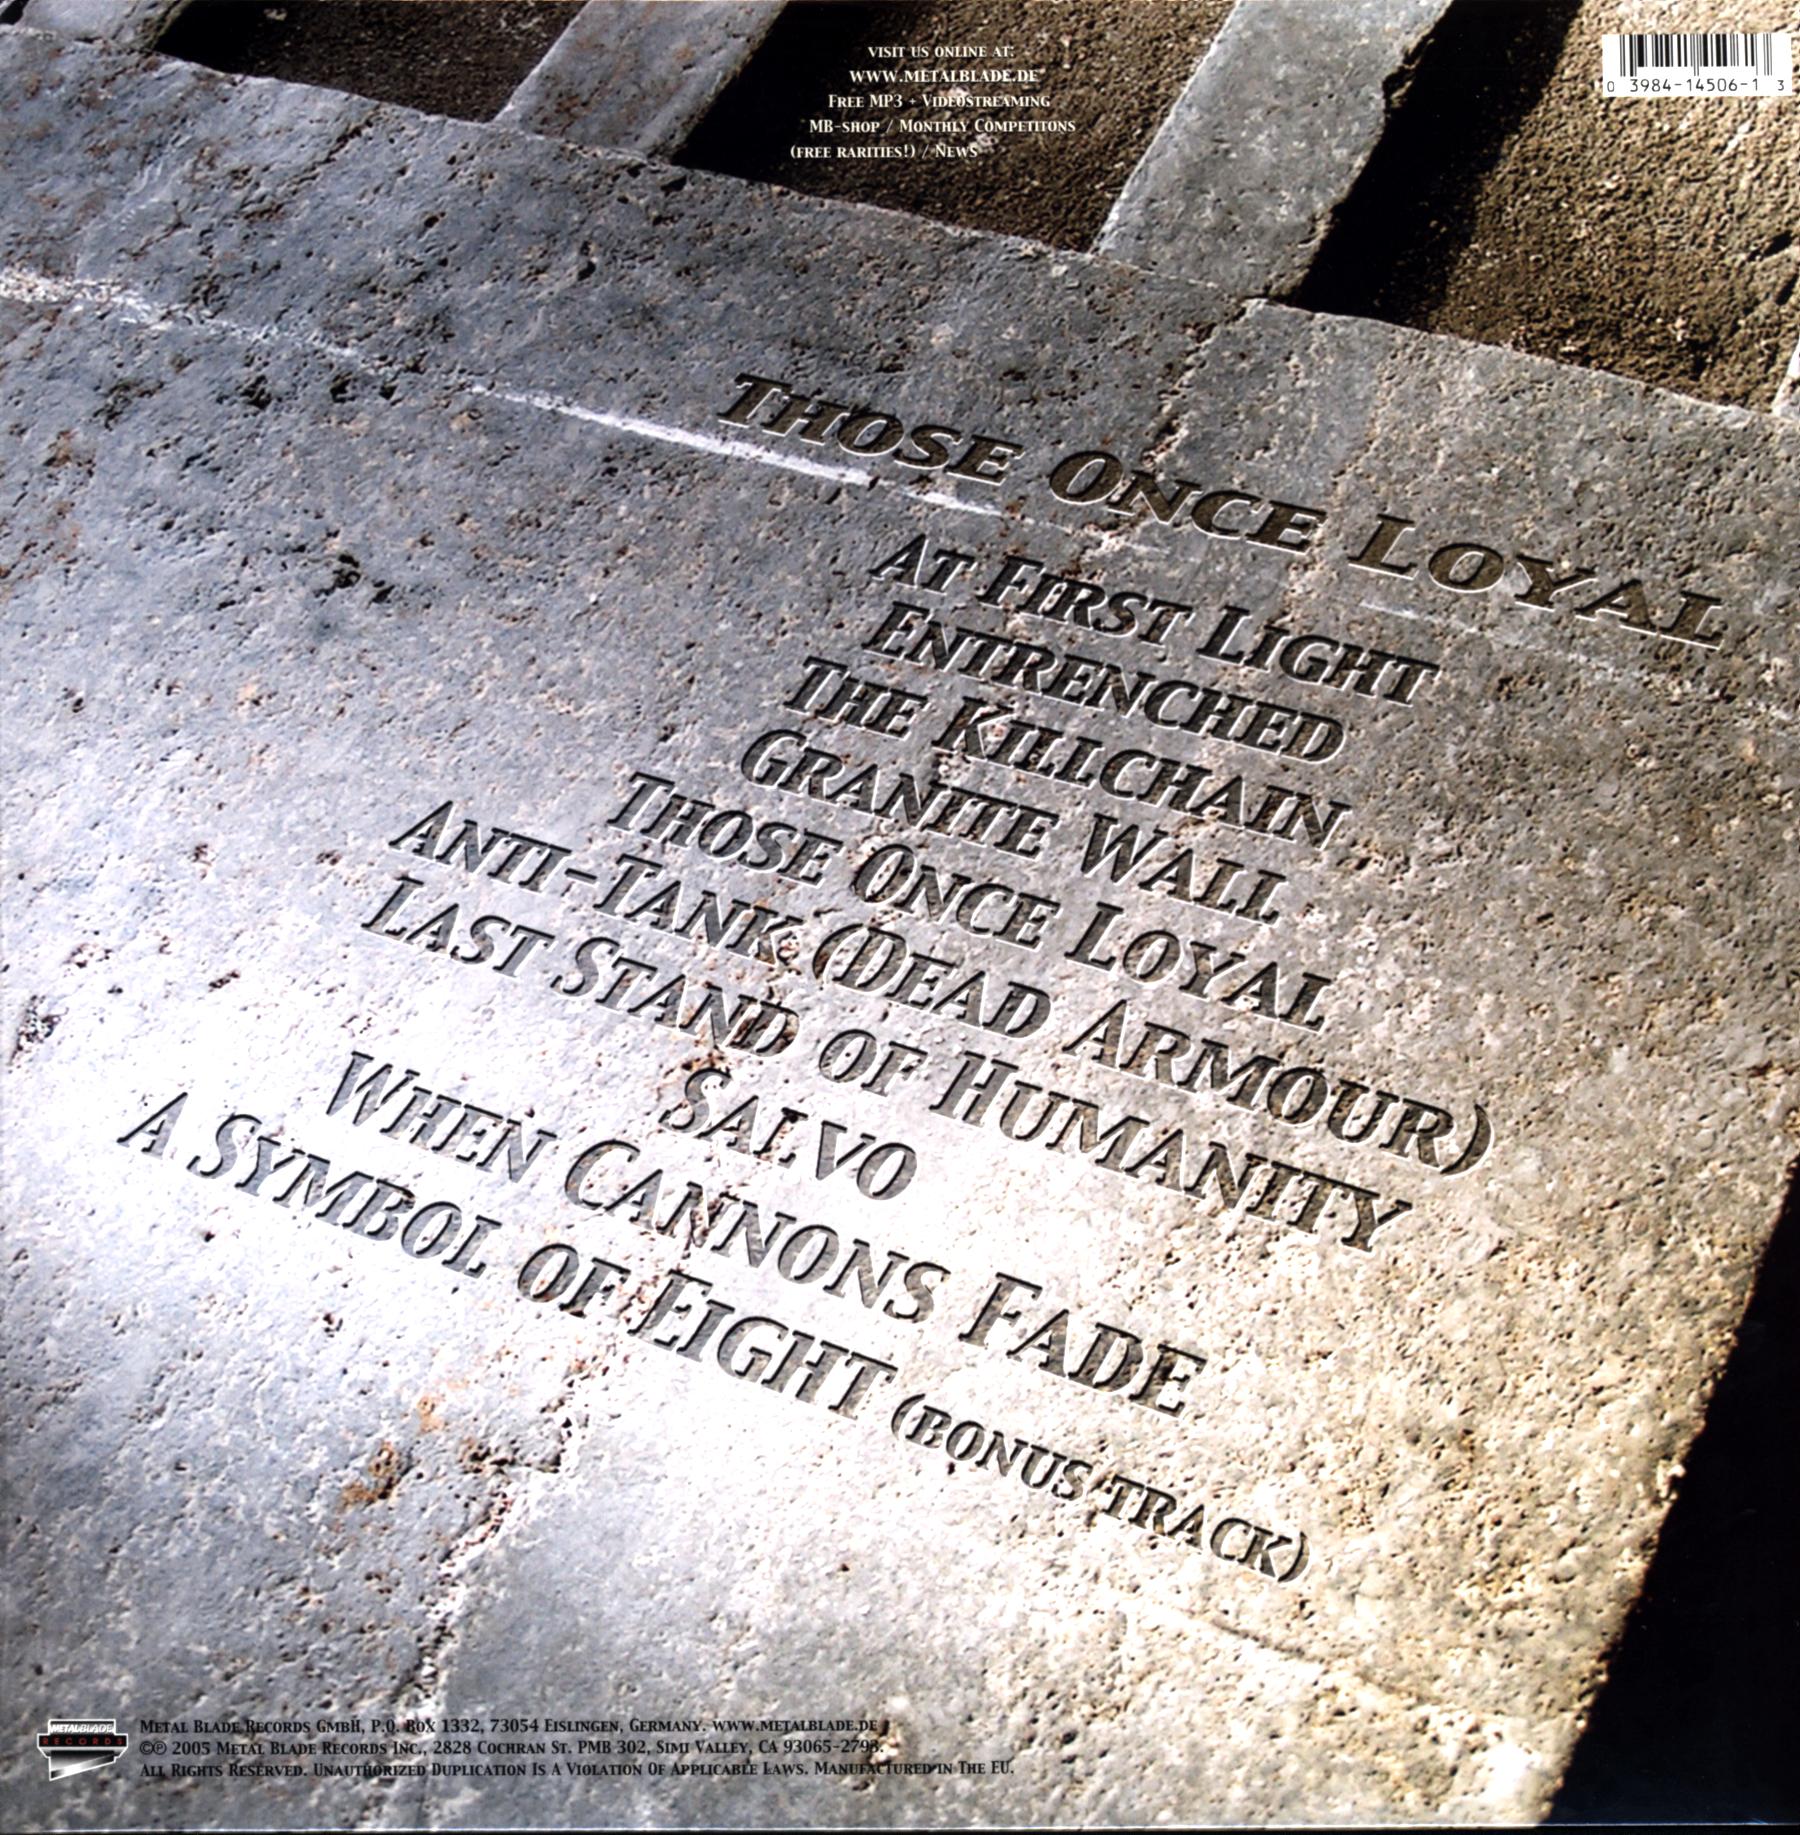 VISIT US ONLINE AT:
WWW.METALBLADE.DE
FREE MP3 + VIDEOSTREAMING
MB-SHOP / MONTHLY COMPETITONS
(FREE RARITIES!) / NEWS
0 3984-14506-1 3
THOSE ONCE LOYAL
AT FIRST LIGHT
ENTRENCHED
THE KILLCHAIN
GRANITE WALL
THOSE ONCE LOYAL
ANTI-TANK (DEAD ARMOUR)
LAST STAND OF HUMANITY
SALVO
WHEN CANNONS FADE
A SYMBOL OF EIGHT (BONUS TRACK)
METALBLADE
RECORDS
METAL BLADE RECORDS GMBH, P.O. BOX 1332, 73054 EISLINGEN, GERMANY. WWW.METALBLADE.DE
©℗ 2005 METAL BLADE RECORDS INC., 2828 COCHRAN ST. PMB 302, SIMI VALLEY, CA 93065-2793.
ALL RIGHTS RESERVED. UNAUTHORIZED DUPLICATION IS A VIOLATION OF APPLICABLE LAWS. MANUFACTURED IN THE EU.